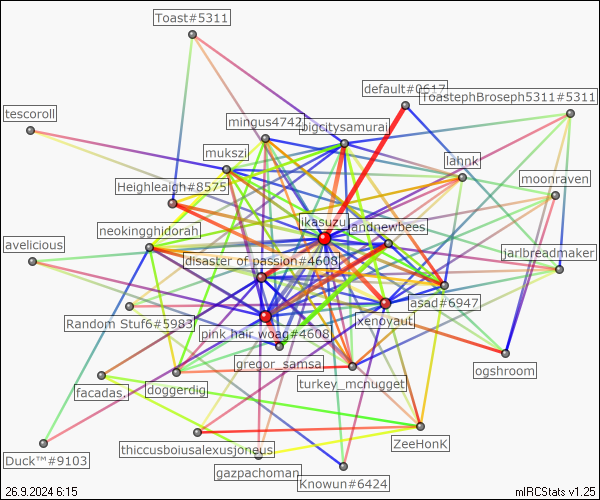 Toast#5311
default#0617
ToastephBroseph5311#5311
tescoroll
mingus4742
bigcitysamurai
mukszi
lahnk
moonraven
Heighleaigh#8575
likasuzu
andnewbees
neokingghidorah
avelicious
disaster of passion#4608
jarlbreadmaker
asad#6947
Random Stuf6#5983
xenoyaut
pink hair woag#4608
gregor_samsa
ogshroom
turkey_mcnugget
facadas.
doggerdig
thiccusboiusalexusjoneus
ZeeHonK
Duck™#9103
gazpachoman
Knowun#6424
26.9.2024 6:15
mIRCStats v1.25